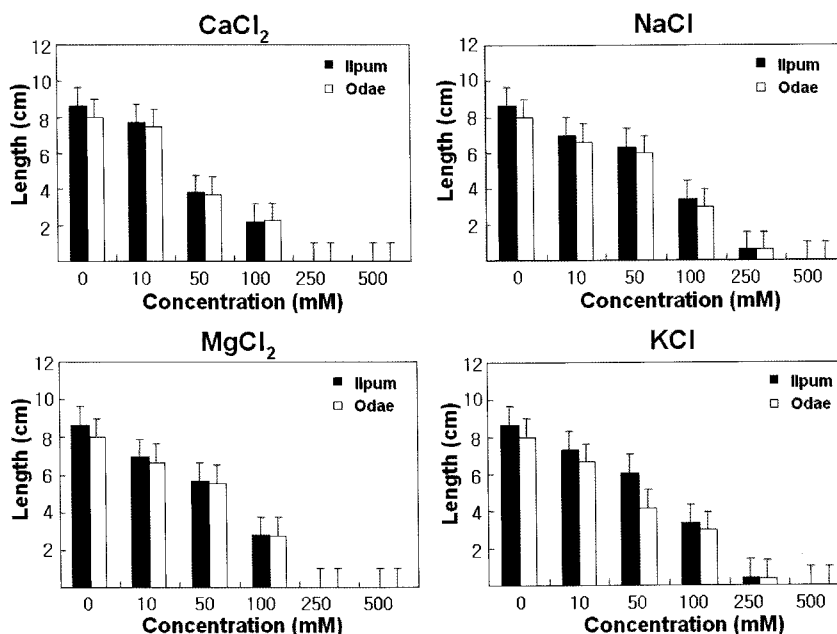 CaCl₂
12
10
8
6
4
2
Length (cm)
Ilpum
Odae
0 10 50 100 250 500
Concentration (mM)
NaCl
12
10
8
6
4
2
Length (cm)
Ilpum
Odae
0 10 50 100 250 500
Concentration (mM)
MgCl₂
12
10
8
6
4
2
Length (cm)
Ilpum
Odae
0 10 50 100 250 500
Concentration (mM)
KCl
12
10
8
6
4
2
Length (cm)
Ilpum
Odae
0 10 50 100 250 500
Concentration (mM)